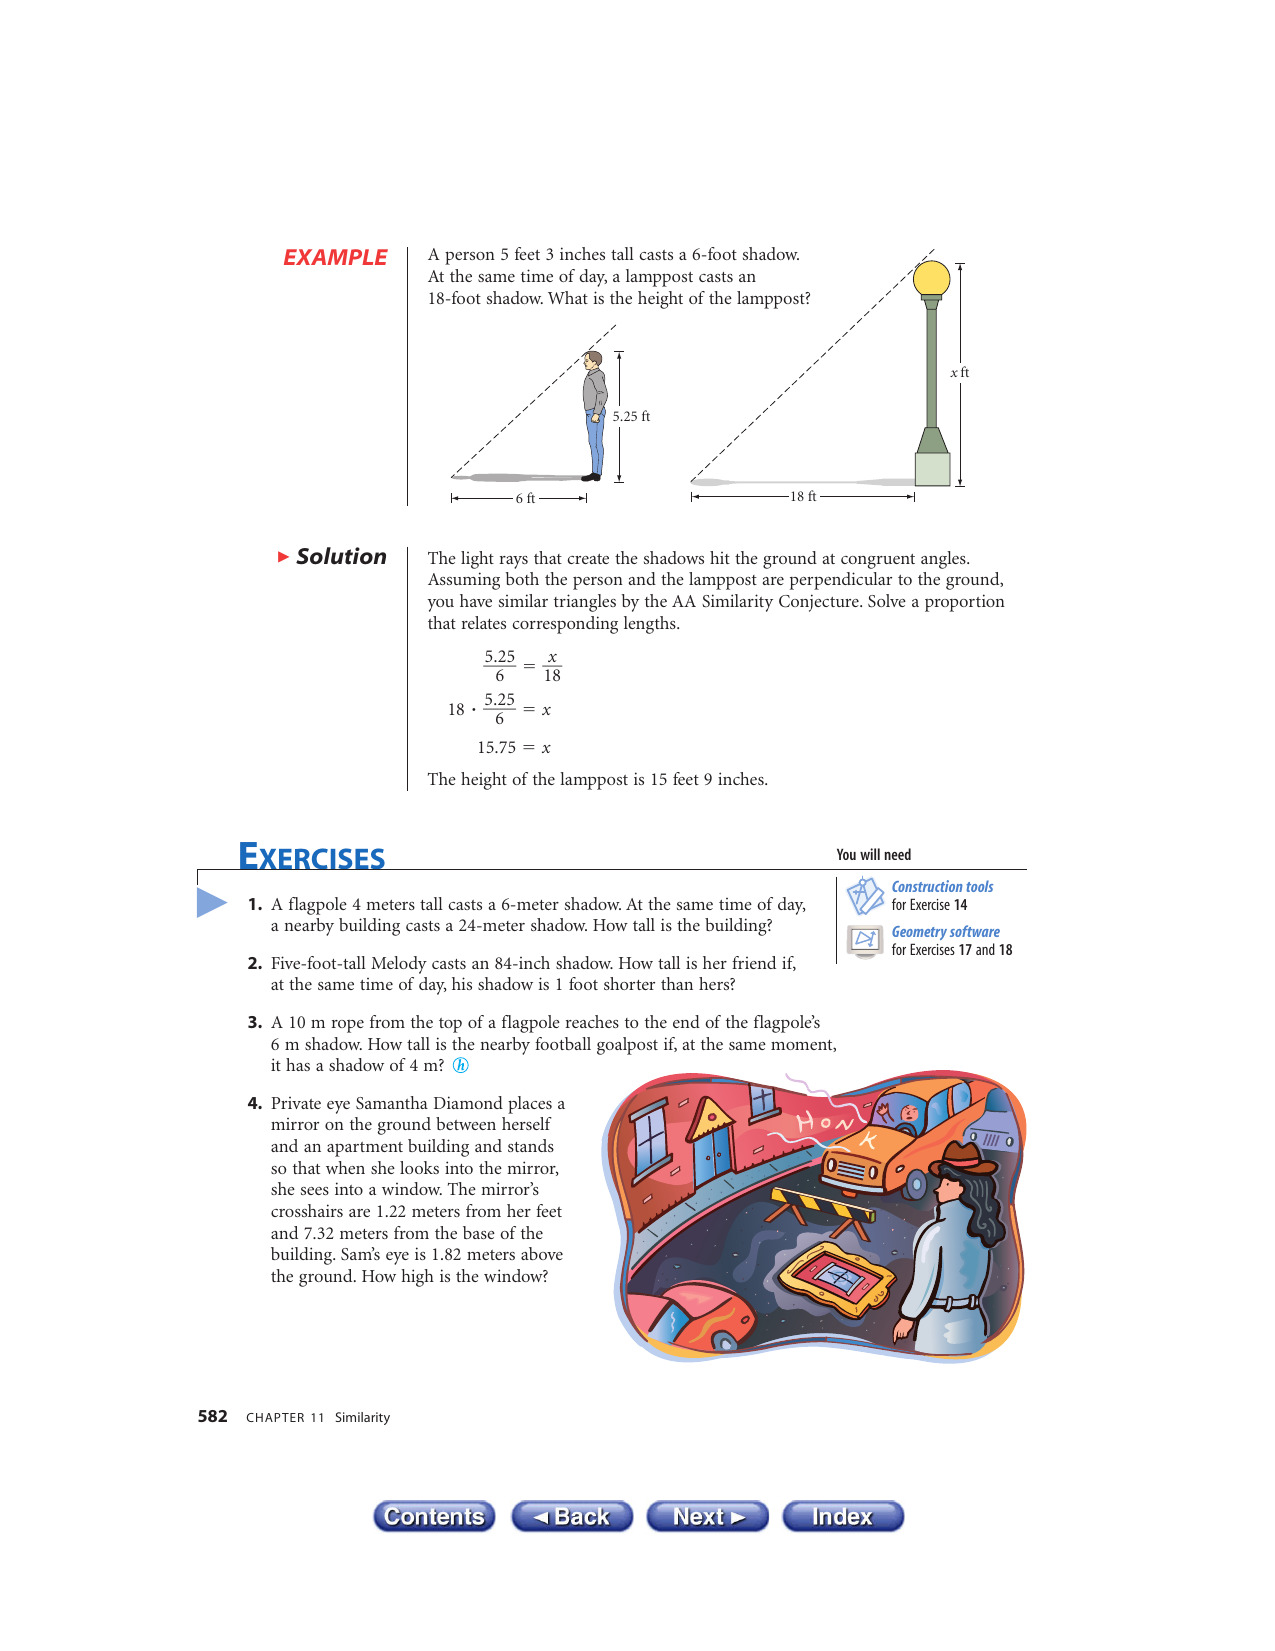 EXAMPLE
A person 5 feet 3 inches tall casts a 6-foot shadow.
At the same time of day, a lamppost casts an
18-foot shadow. What is the height of the lamppost?
x ft
5.25 ft
6 ft
18 ft
▶ Solution
The light rays that create the shadows hit the ground at congruent angles.
Assuming both the person and the lamppost are perpendicular to the ground,
you have similar triangles by the AA Similarity Conjecture. Solve a proportion
that relates corresponding lengths.
5.25/6 = x/18
18 · 5.25/6 = x
15.75 = x
The height of the lamppost is 15 feet 9 inches.
EXERCISES
You will need
Construction tools
for Exercise 14
Geometry software
for Exercises 17 and 18
1. A flagpole 4 meters tall casts a 6-meter shadow. At the same time of day,
a nearby building casts a 24-meter shadow. How tall is the building?
2. Five-foot-tall Melody casts an 84-inch shadow. How tall is her friend if,
at the same time of day, his shadow is 1 foot shorter than hers?
3. A 10 m rope from the top of a flagpole reaches to the end of the flagpole’s
6 m shadow. How tall is the nearby football goalpost if, at the same moment,
it has a shadow of 4 m? h
4. Private eye Samantha Diamond places a
mirror on the ground between herself
and an apartment building and stands
so that when she looks into the mirror,
she sees into a window. The mirror’s
crosshairs are 1.22 meters from her feet
and 7.32 meters from the base of the
building. Sam’s eye is 1.82 meters above
the ground. How high is the window?
HONK
582 CHAPTER 11 Similarity
Contents
◀ Back
Next ▶
Index